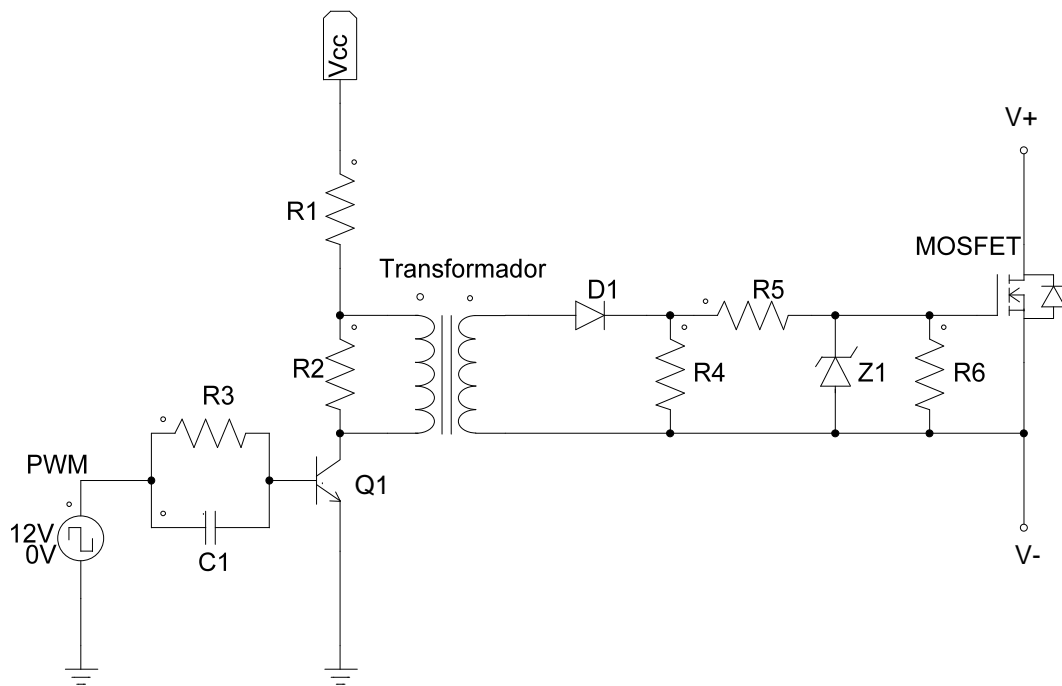 Vcc
V+
R1
MOSFET
Transformador
D1
R5
R2
R4
Z1
R6
R3
PWM
Q1
12V
0V
C1
V-